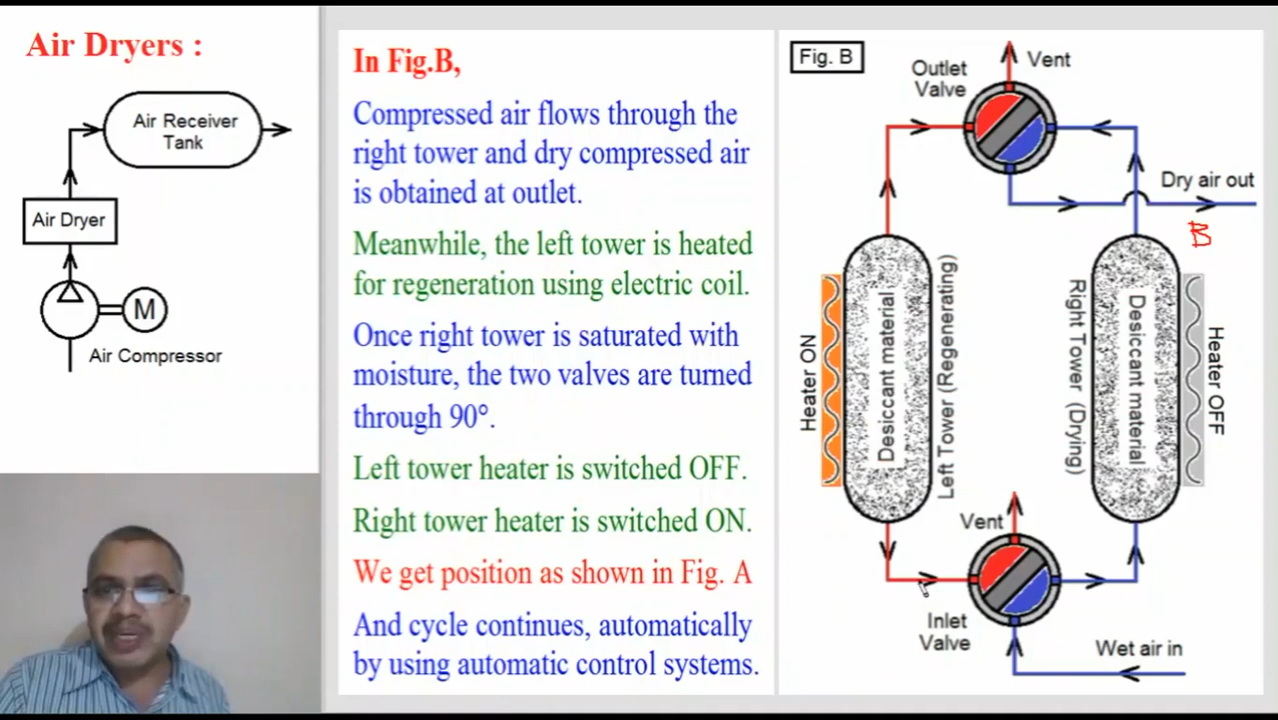 Air Dryers :
Air Receiver
Tank
Air Dryer
M
Air Compressor
In Fig.B,
Compressed air flows through the
right tower and dry compressed air
is obtained at outlet.
Meanwhile, the left tower is heated
for regeneration using electric coil.
Once right tower is saturated with
moisture, the two valves are turned
through 90°.
Left tower heater is switched OFF.
Right tower heater is switched ON.
We get position as shown in Fig. A
And cycle continues, automatically
by using automatic control systems.
Fig. B
Outlet
Valve
Vent
Dry air out
Heater ON
Desiccant material
Left Tower (Regenerating)
Right Tower (Drying)
Desiccant material
Heater OFF
Vent
Inlet
Valve
Wet air in